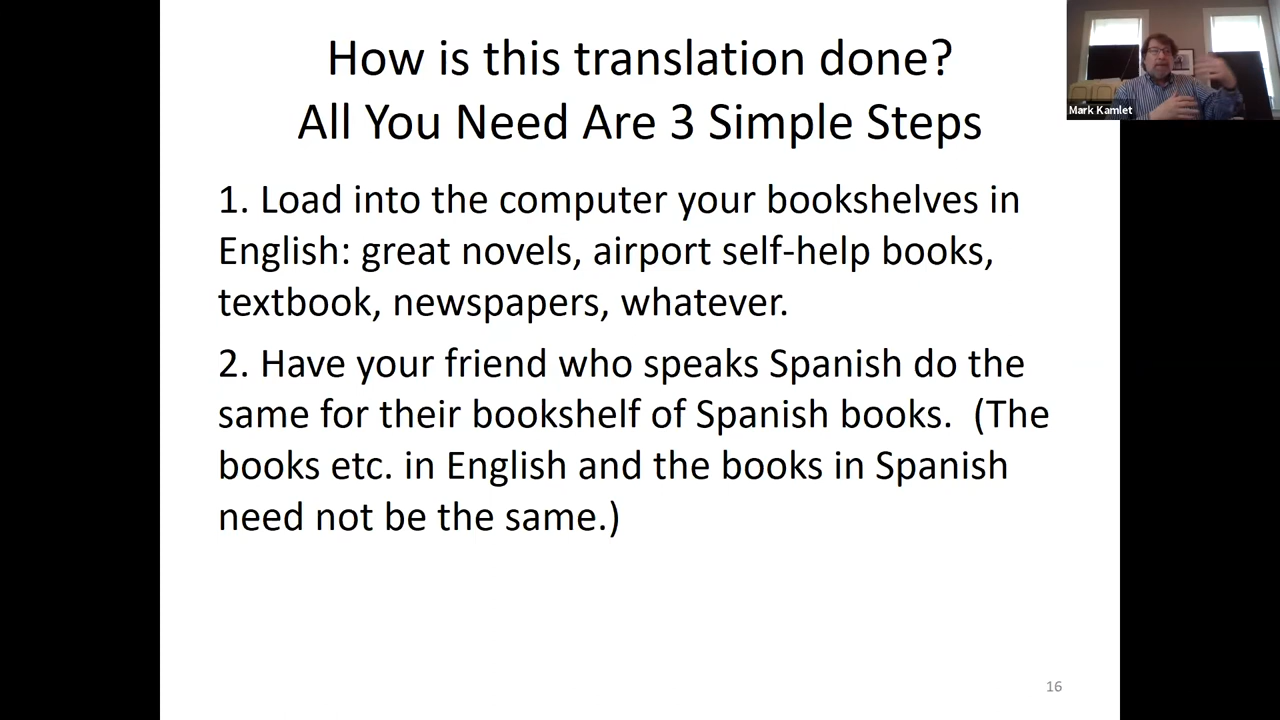 How is this translation done?
All You Need Are 3 Simple Steps
Mark Kamlet
1. Load into the computer your bookshelves in
English: great novels, airport self-help books,
textbook, newspapers, whatever.
2. Have your friend who speaks Spanish do the
same for their bookshelf of Spanish books.  (The
books etc. in English and the books in Spanish
need not be the same.)
16